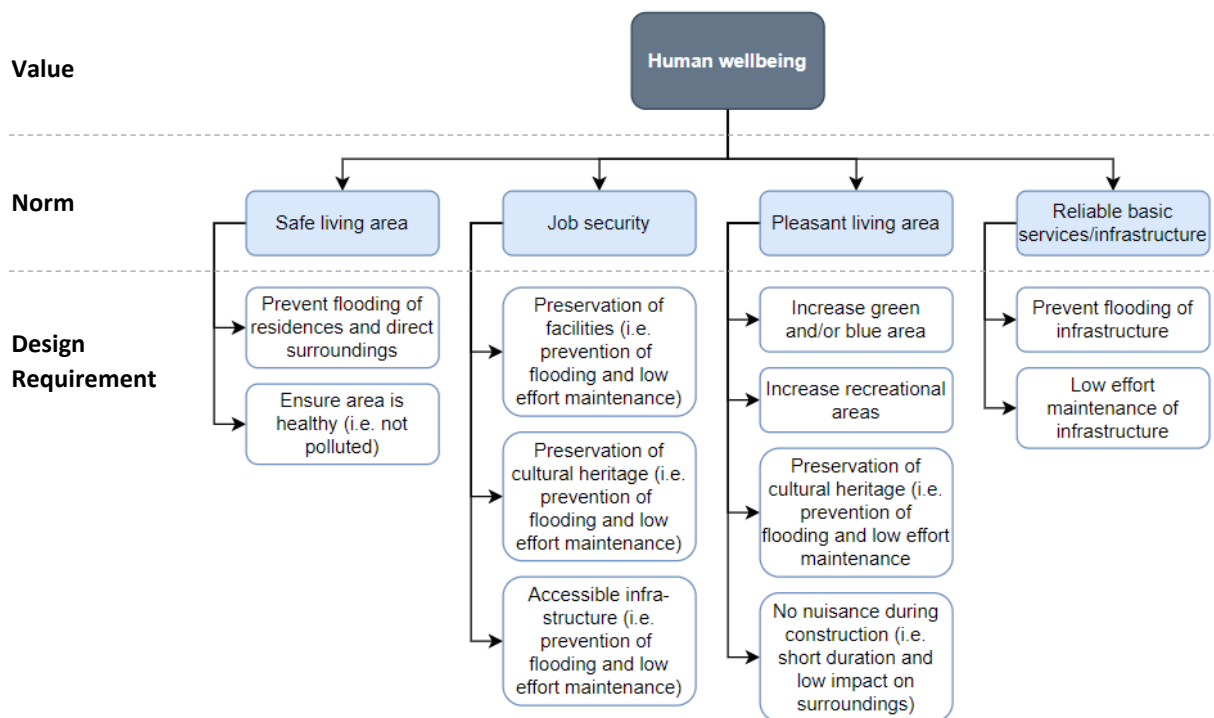 Value
Human wellbeing
Norm
Safe living area
Job security
Pleasant living area
Reliable basic
services/infrastructure
Design
Requirement
Prevent flooding of
residences and direct
surroundings
Ensure area is
healthy (i.e. not
polluted)
Preservation of
facilities (i.e.
prevention of
flooding and low
effort maintenance)
Preservation of
cultural heritage (i.e.
prevention of
flooding and low
effort maintenance)
Accessible infra-
structure (i.e.
prevention of
flooding and low
effort maintenance)
Increase green
and/or blue area
Increase recreational
areas
Preservation of
cultural heritage (i.e.
prevention of
flooding and low effort
maintenance
No nuisance during
construction (i.e.
short duration and
low impact on
surroundings)
Prevent flooding of
infrastructure
Low effort
maintenance of
infrastructure